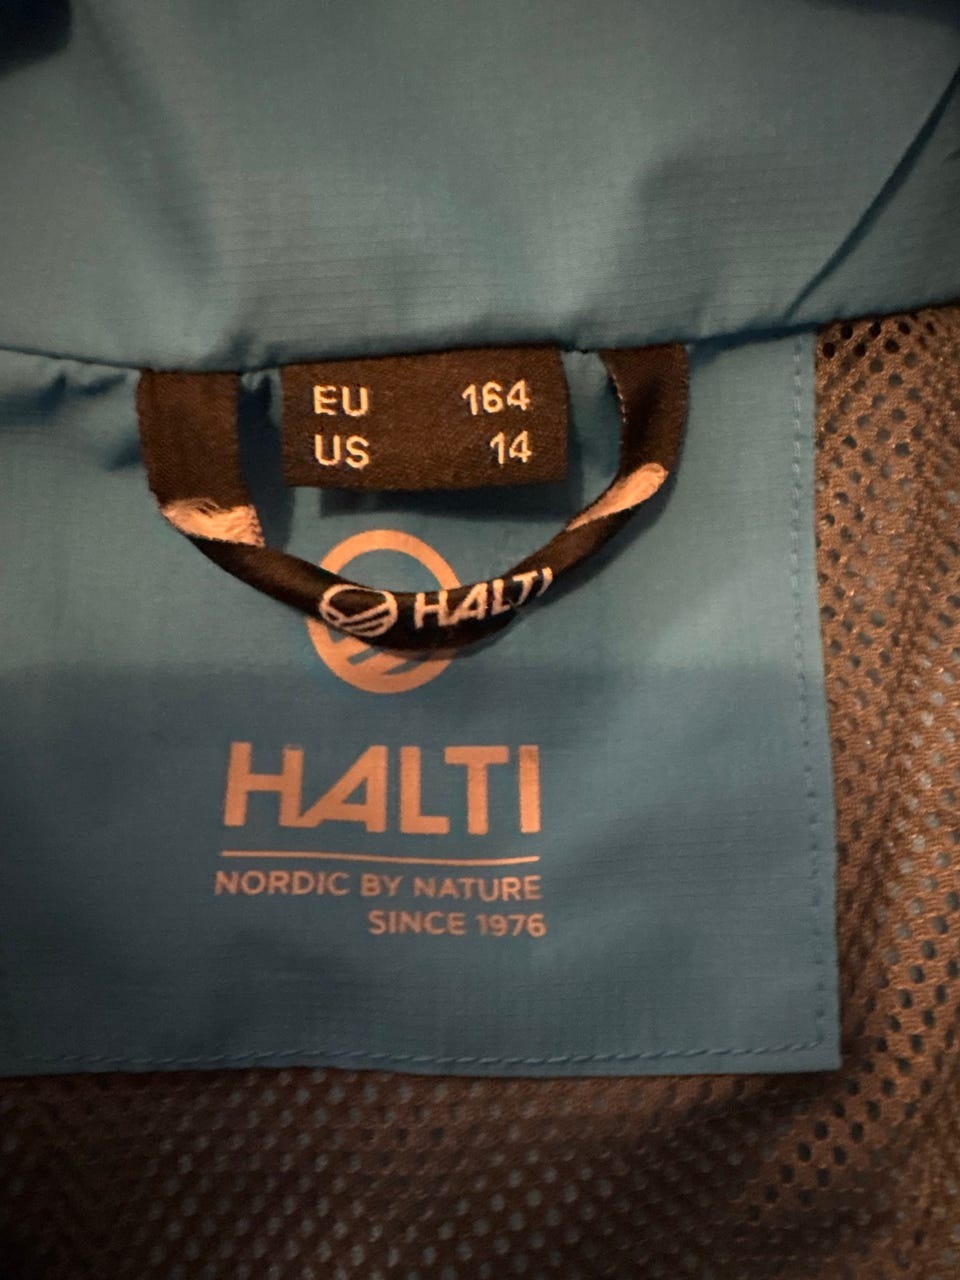 EU 164
US 14
HALTI
HALTI
NORDIC BY NATURE
SINCE 1976